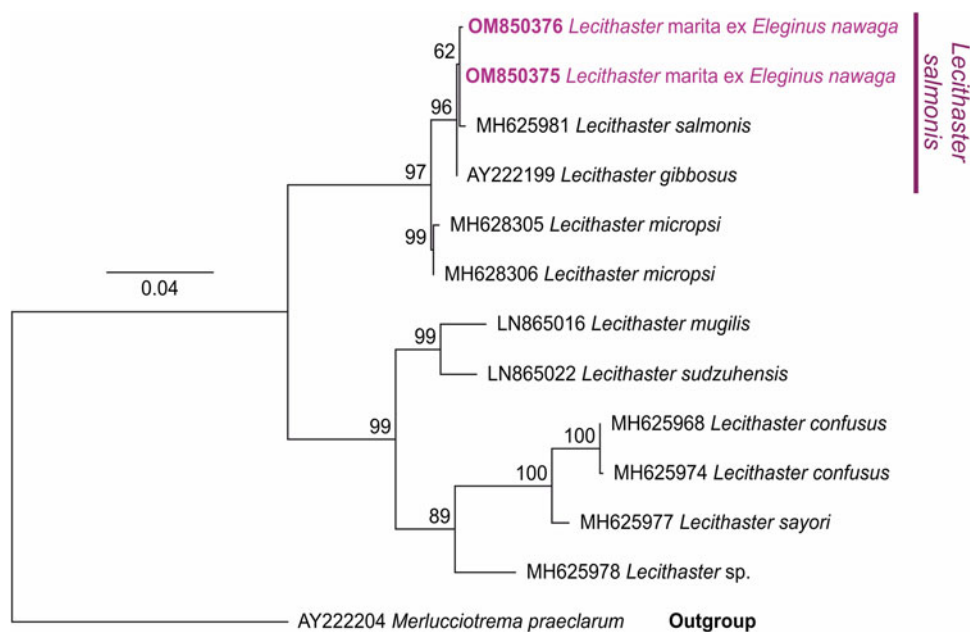 OM850376 Lecithaster marita ex Eleginus nawaga
62
OM850375 Lecithaster marita ex Eleginus nawaga
96
MH625981 Lecithaster salmonis
AY222199 Lecithaster gibbosus
Lecithaster
salmonis
97
MH628305 Lecithaster micropsi
99
MH628306 Lecithaster micropsi
0.04
LN865016 Lecithaster mugilis
99
LN865022 Lecithaster sudzuhensis
99
MH625968 Lecithaster confusus
100
MH625974 Lecithaster confusus
100
MH625977 Lecithaster sayori
89
MH625978 Lecithaster sp.
AY222204 Merlucciotrema praeclarum Outgroup